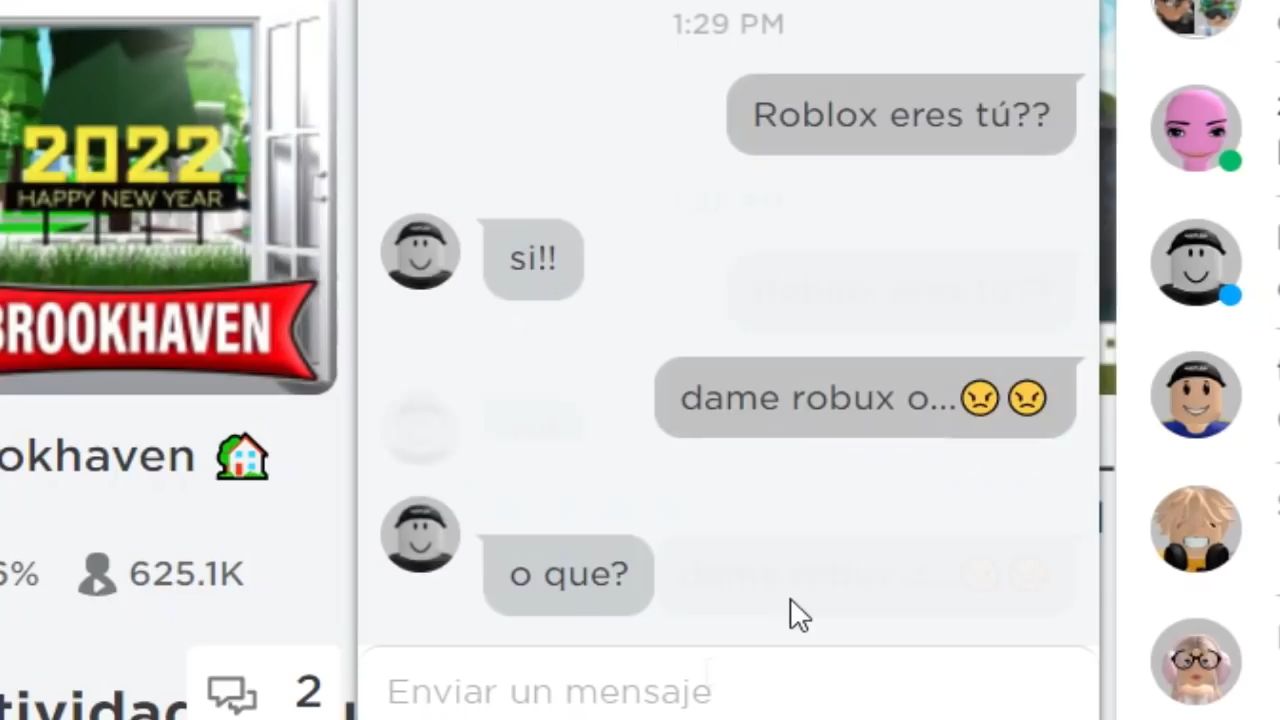 1:29 PM
Roblox eres tú??
si!!
dame robux o...😠😠
o que?
Enviar un mensaje
2022
HAPPY NEW YEAR
BROOKHAVEN
okhaven 🏠
6% 625.1K
2